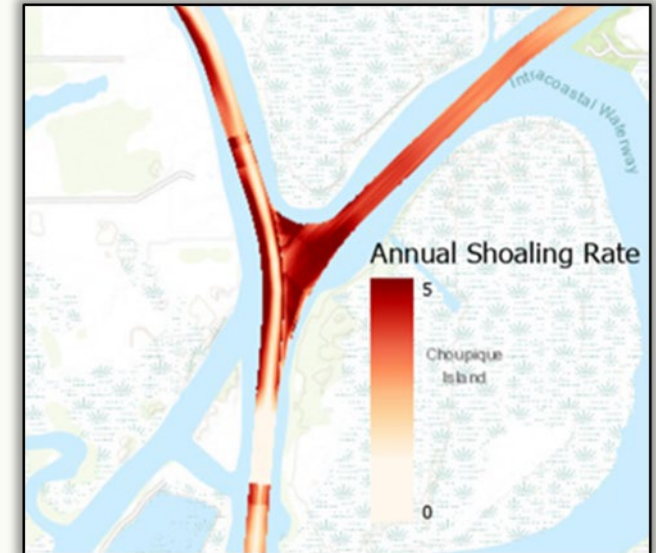 Intracoastal Waterway
Annual Shoaling Rate
5
Choupique
Island
0